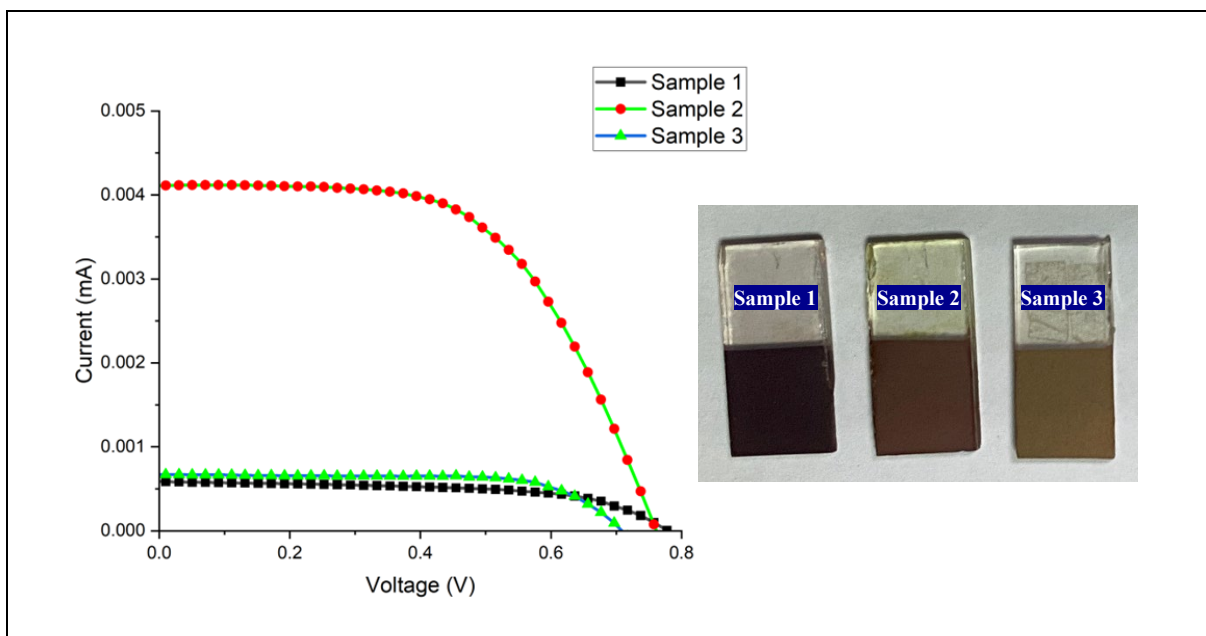 Sample 1
Sample 2
Sample 3
0.005
0.004
0.003
0.002
0.001
0.000
Current (mA)
0.0
0.2
0.4
0.6
0.8
Voltage (V)
Sample 1
Sample 2
Sample 3